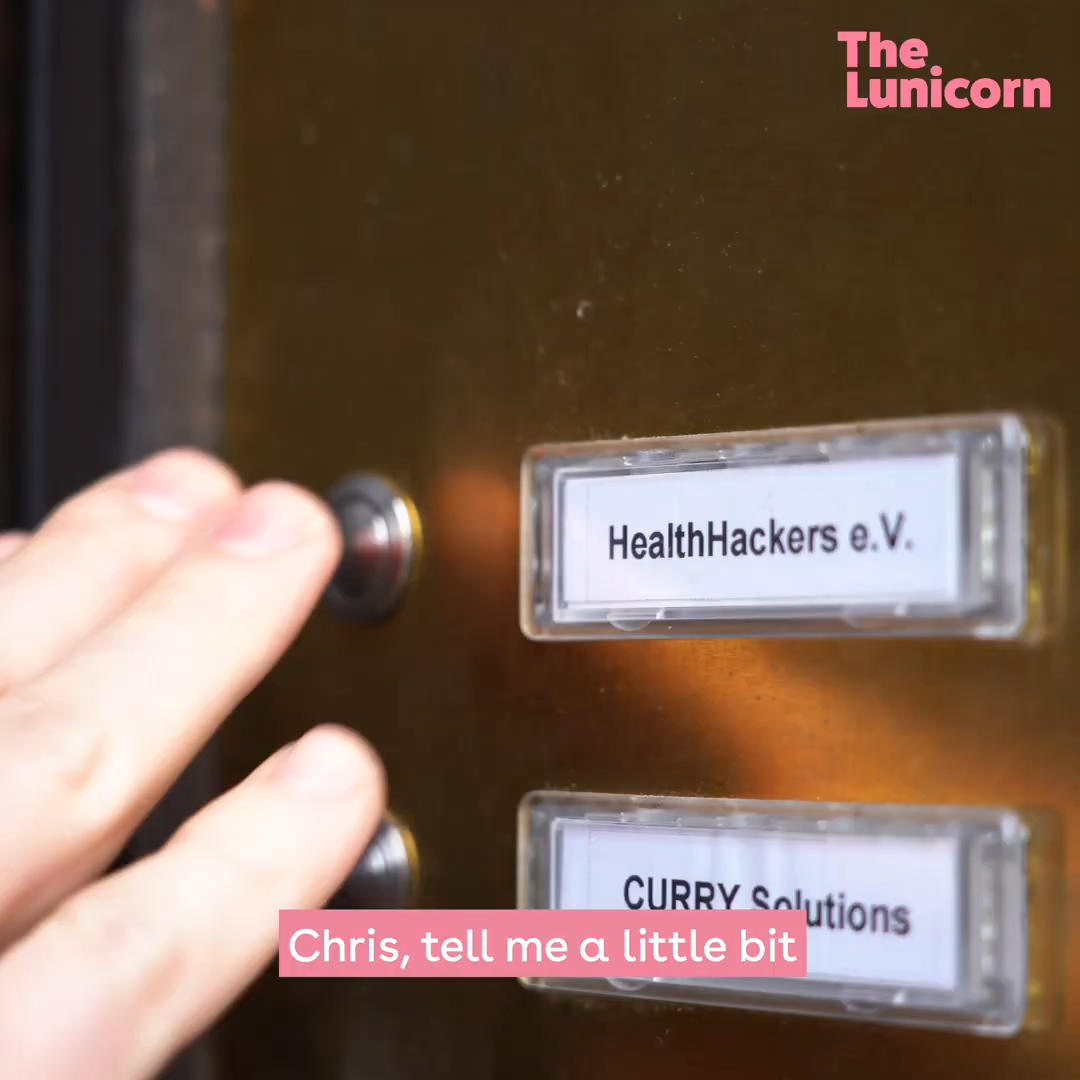 The
Lunicorn
HealthHackers e.V.
CURRY Solutions
Chris, tell me a little bit